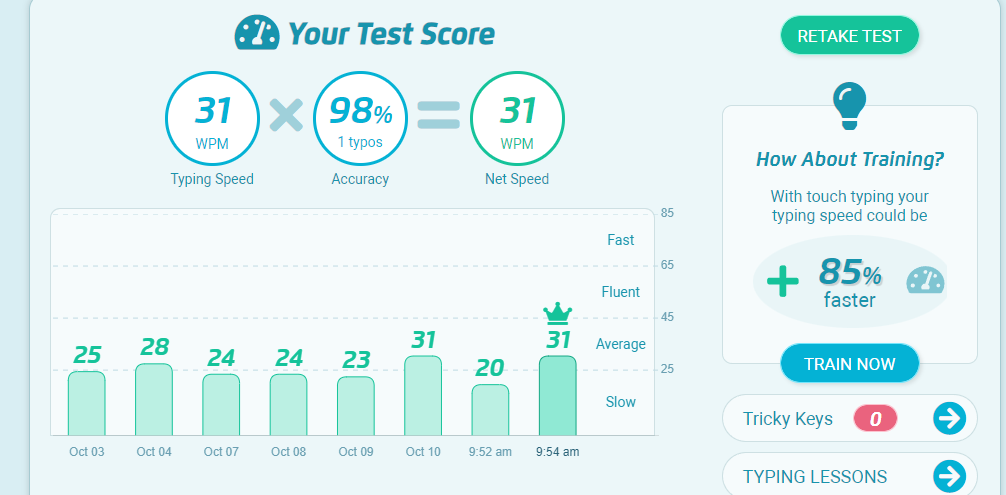 Your Test Score
RETAKE TEST
31
WPM
Typing Speed
98%
1 typos
Accuracy
31
WPM
Net Speed
85
65
45
25
Fast
Fluent
Average
Slow
25
28
24
24
23
31
20
31
Oct 03
Oct 04
Oct 07
Oct 08
Oct 09
Oct 10
9:52 am
9:54 am
How About Training?
With touch typing your
typing speed could be
85%
faster
TRAIN NOW
Tricky Keys 0
TYPING LESSONS